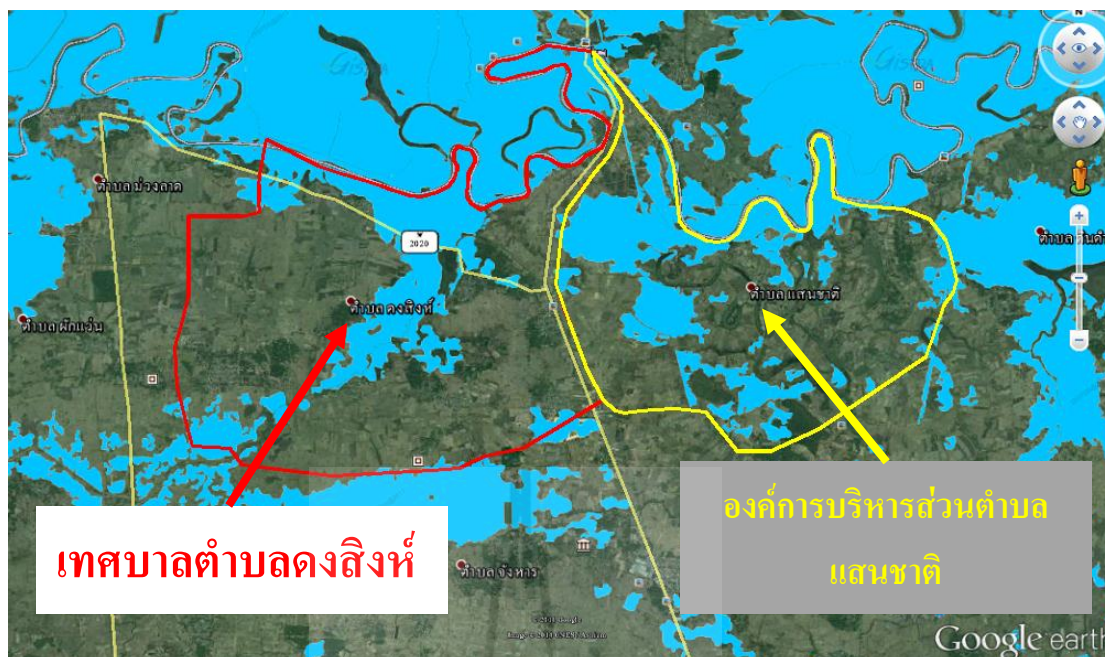 N
GISTDA
GISTDA
ตำบล ม่วงลาด
2020
ตำบล ดงสิงห์
ตำบล แสนชาติ
ตำบล ผักแว่น
ตำบล จังหาร
เทศบาลตำบลดงสิงห์
องค์การบริหารส่วนตำบล
แสนชาติ
Google earth